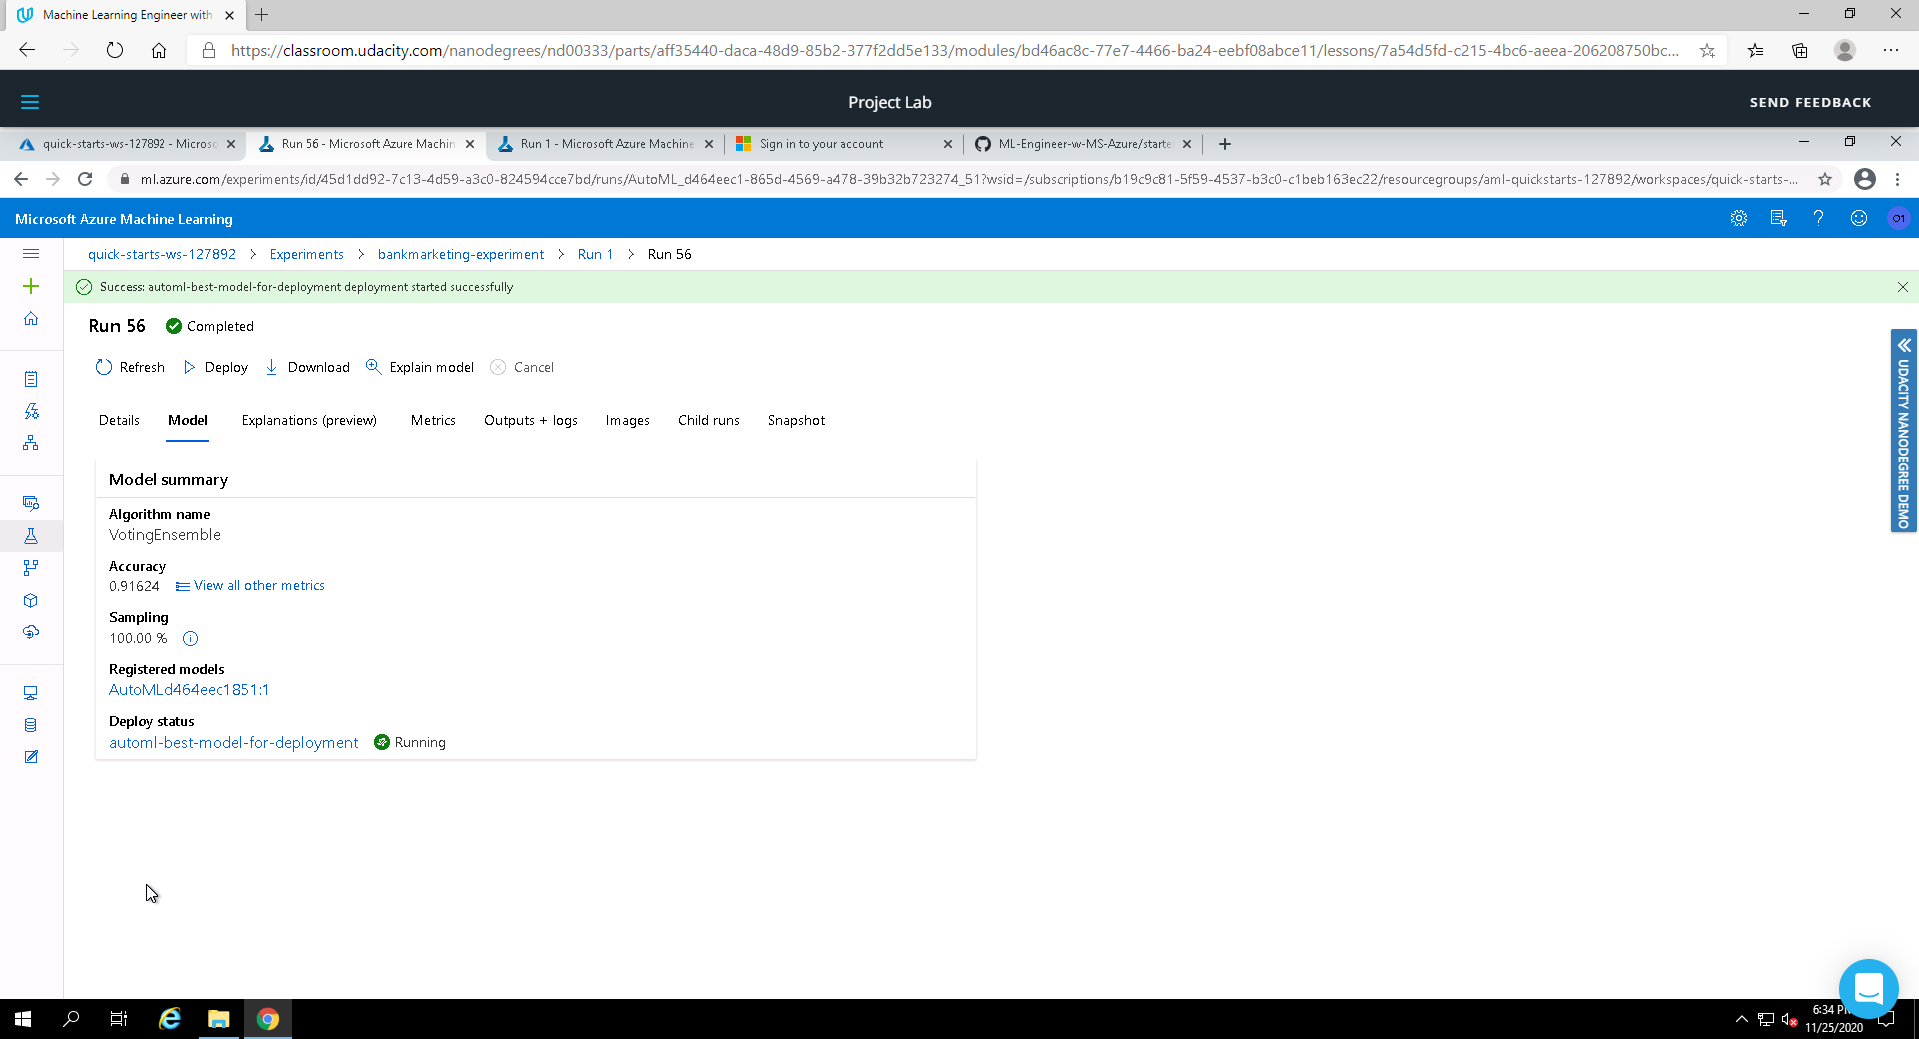 Machine Learning Engineer with
https://classroom.udacity.com/nanodegrees/nd00333/parts/aff35440-daca-48d9-85b2-377f2dd5e133/modules/bd46ac8c-77e7-4466-ba24-eebf08abce11/lessons/7a54d5fd-c215-4bc6-aeea-206208750bc...
Project Lab
SEND FEEDBACK
quick-starts-ws-127892 - Microso
Run 56 - Microsoft Azure Machin
Run 1 - Microsoft Azure Machine
Sign in to your account
ML-Engineer-w-MS-Azure/starte
ml.azure.com/experiments/id/45d1dd92-7c13-4d59-a3c0-824594cce7bd/runs/AutoML_d464eec1-865d-4569-a478-39b32b723274_51?wsid=/subscriptions/b19c9c81-5f59-4537-b3c0-c1beb163ec22/resourcegroups/aml-quickstarts-127892/workspaces/quick-starts-...
Microsoft Azure Machine Learning
O1
quick-starts-ws-127892 > Experiments > bankmarketing-experiment > Run 1 > Run 56
Success: automl-best-model-for-deployment deployment started successfully
Run 56
Completed
Refresh
Deploy
Download
Explain model
Cancel
Details
Model
Explanations (preview)
Metrics
Outputs + logs
Images
Child runs
Snapshot
UDACITY NANODEGREE DEMO
Model summary
Algorithm name
VotingEnsemble
Accuracy
0.91624
View all other metrics
Sampling
100.00 %
Registered models
AutoMLd464eec1851:1
Deploy status
automl-best-model-for-deployment
Running
6:34
11/25/2020